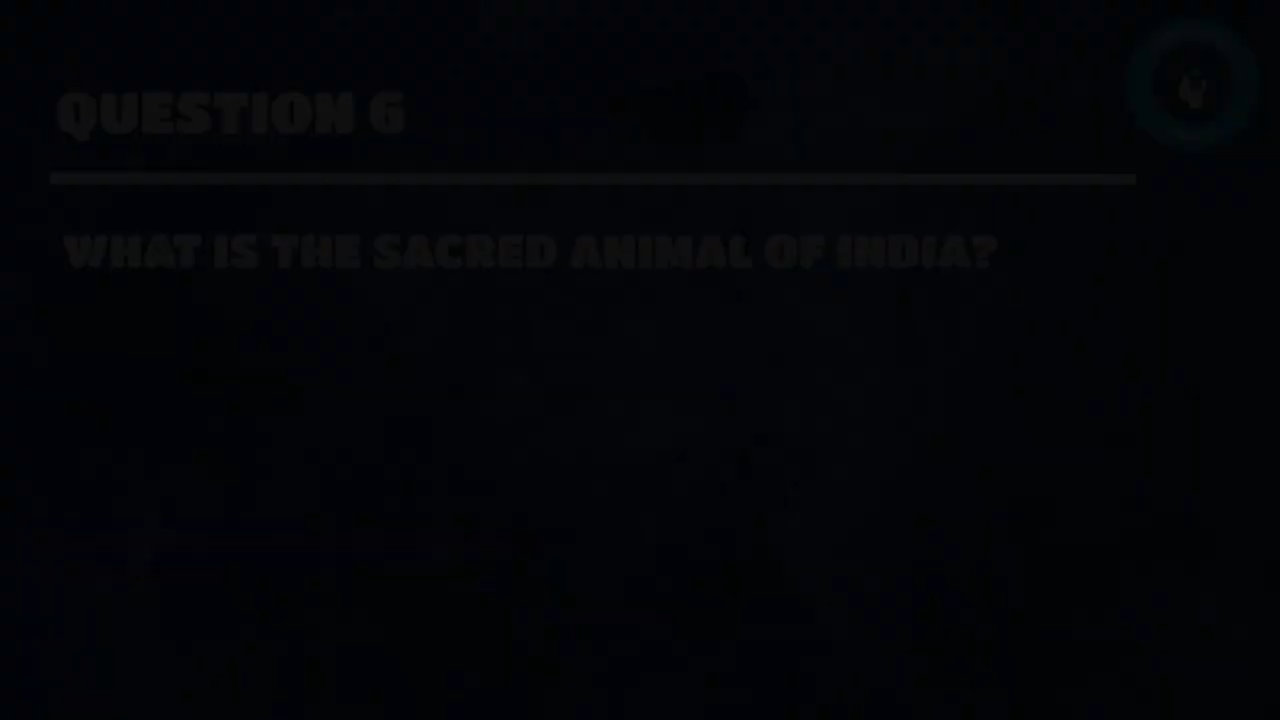 QUESTION 6
WHAT IS THE SACRED ANIMAL OF INDIA?